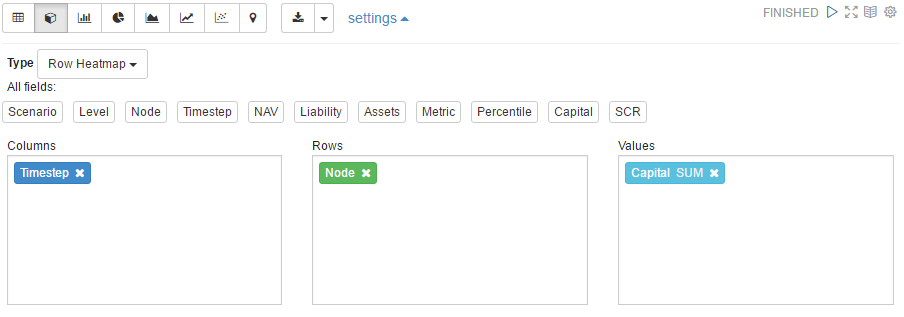 settings
FINISHED
Type Row Heatmap
All fields:
Scenario Level Node Timestep NAV Liability Assets Metric Percentile Capital SCR
Columns Rows Values
Timestep Node Capital SUM